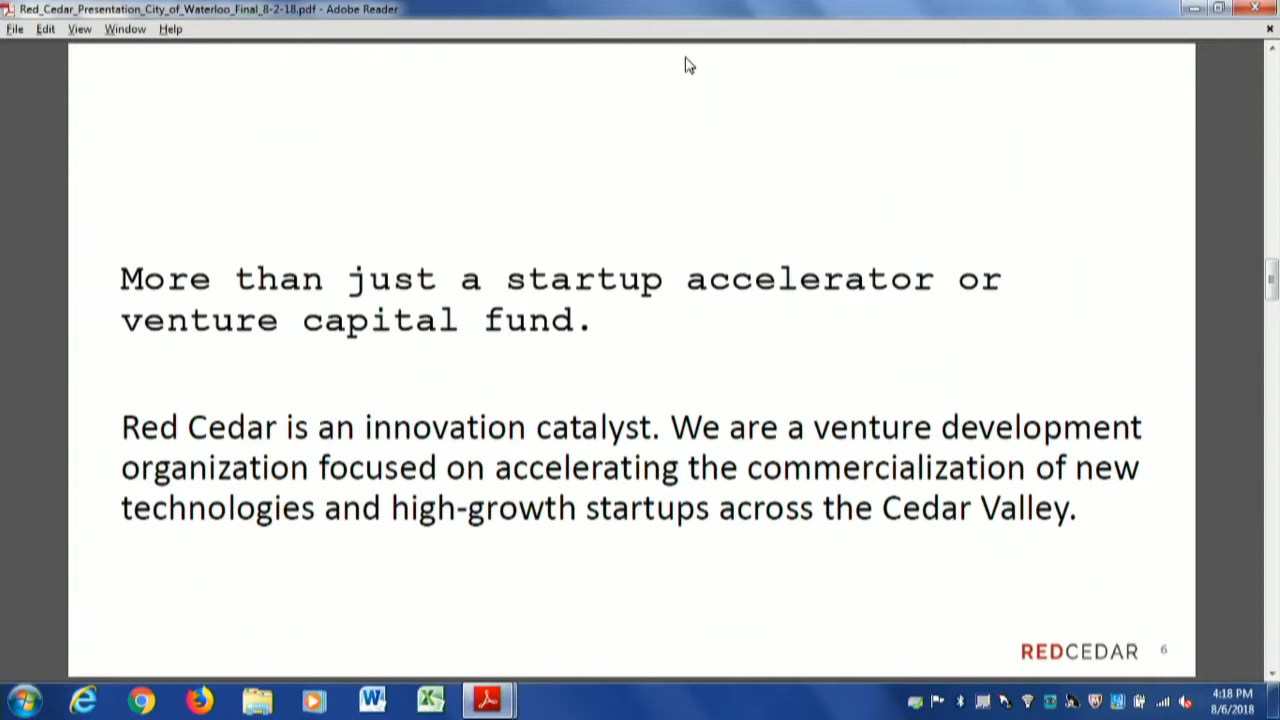 Red_Cedar_Presentation_City_of_Waterloo_Final_8-2-18.pdf - Adobe Reader
File Edit View Window Help
More than just a startup accelerator or
venture capital fund.
Red Cedar is an innovation catalyst. We are a venture development
organization focused on accelerating the commercialization of new
technologies and high-growth startups across the Cedar Valley.
REDCEDAR 6
4:18 PM
8/6/2018